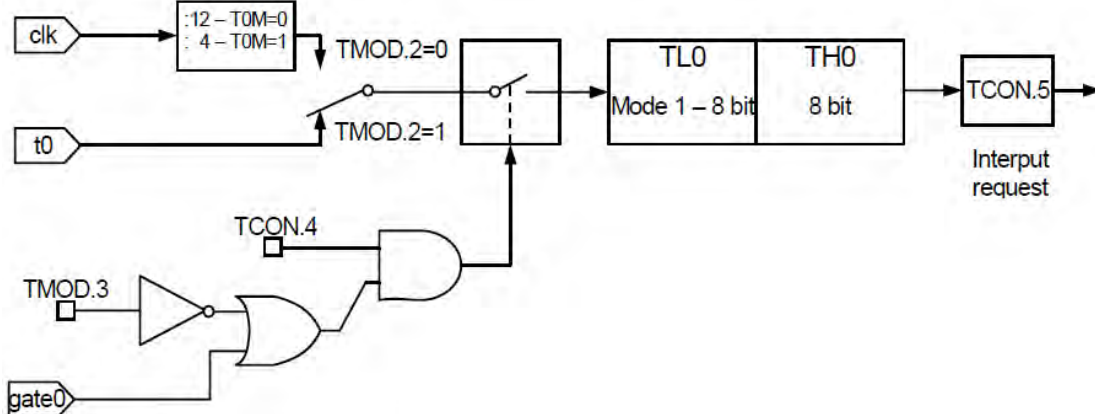 clk
:12 – T0M=0
: 4 – T0M=1
TMOD.2=0
TMOD.2=1
t0
TL0
Mode 1 – 8 bit
TH0
8 bit
TCON.5
Interput
request
TCON.4
TMOD.3
gate0